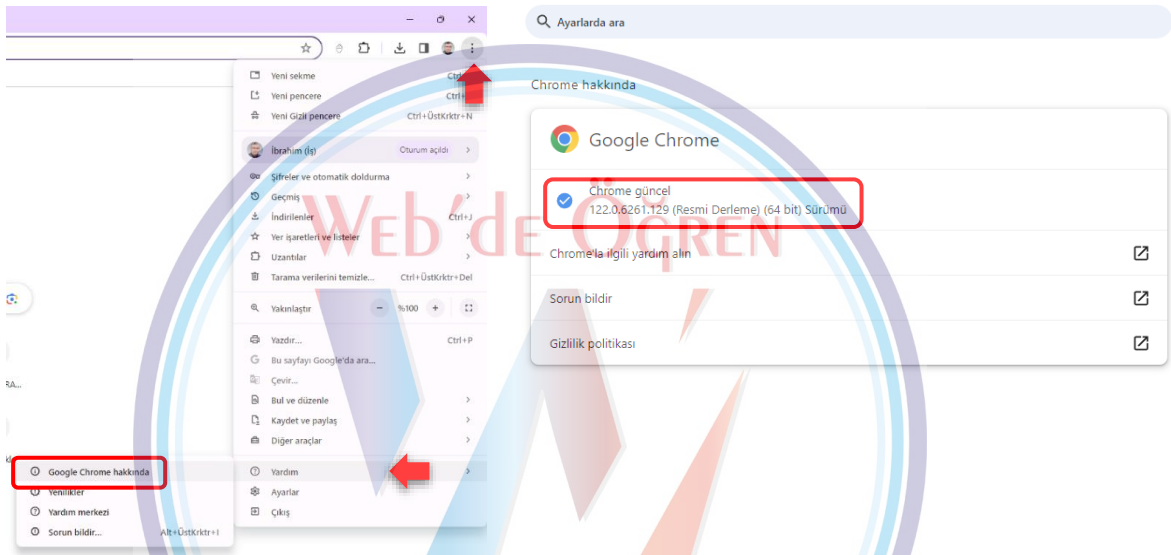 Yeni sekme
Yeni pencere
Yeni Gizli pencere Ctrl+ÜstKrktr+N
İbrahim (İş) Oturum açıldı
Şifreler ve otomatik doldurma
Geçmiş
İndirilenler Ctrl+J
Yer işaretleri ve listeler
Uzantılar
Tarama verilerini temizle... Ctrl+ÜstKrktr+Del
Yakınlaştır - %100 +
Yazdır... Ctrl+P
Bu sayfayı Google'da ara...
Çevir...
Bul ve düzenle
Kaydet ve paylaş
Diğer araçlar
Yardım
Ayarlar
Çıkış
Google Chrome hakkında
Yenilikler
Yardım merkezi
Sorun bildir... Alt+ÜstKrktr+I
Ayarlarda ara
Chrome hakkında
Google Chrome
Chrome güncel
122.0.6261.129 (Resmi Derleme) (64 bit) Sürümü
Chrome'la ilgili yardım alın
Sorun bildir
Gizlilik politikası
Web'de Öğren